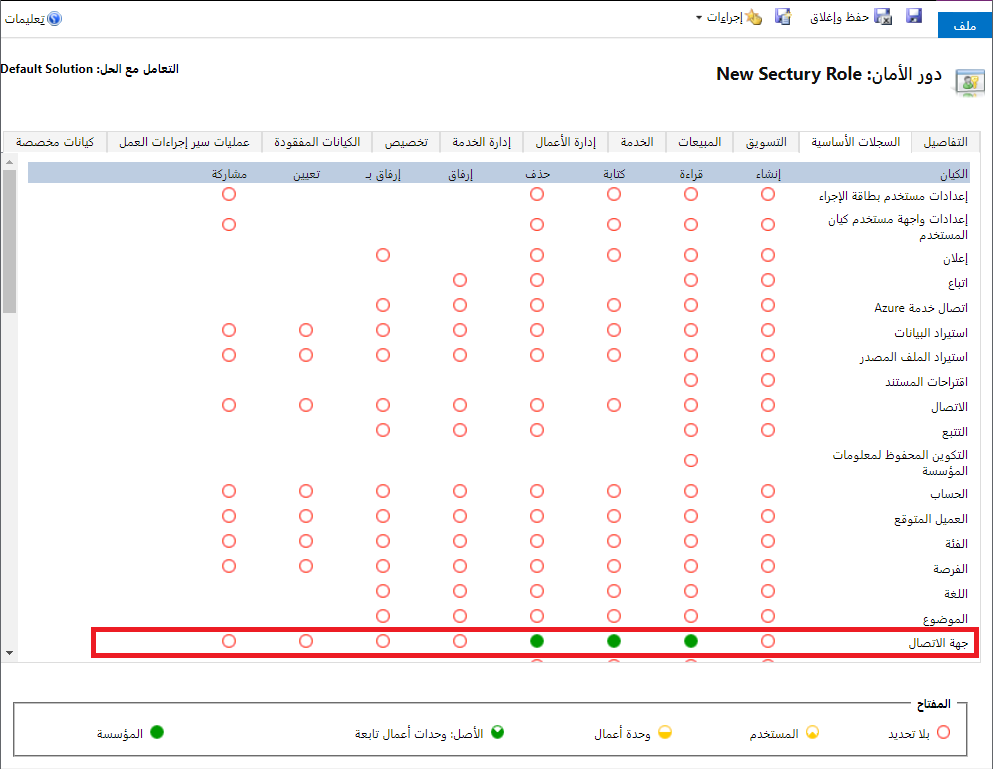 ملف
حفظ وإغلاق
إجراءات
تعليمات
دور الأمان: New Sectury Role
التعامل مع الحل: Default Solution
التفاصيل السجلات الأساسية التسويق المبيعات الخدمة إدارة الأعمال إدارة الخدمة تخصيص الكيانات المفقودة عمليات سير إجراءات العمل كيانات مخصصة
الكيان إنشاء قراءة كتابة حذف إرفاق إرفاق بـ تعيين مشاركة
إعدادات مستخدم بطاقة الإجراء
إعدادات واجهة مستخدم كيان
المستخدم
إعلان
اتباع
اتصال خدمة Azure
استيراد البيانات
استيراد الملف المصدر
اقتراحات المستند
الاتصال
التتبع
التكوين المحفوظ لمعلومات
المؤسسة
الحساب
العميل المتوقع
الفئة
الفرصة
اللغة
الموضوع
جهة الاتصال
المفتاح
بلا تحديد المستخدم وحدة أعمال الأصل: وحدات أعمال تابعة المؤسسة